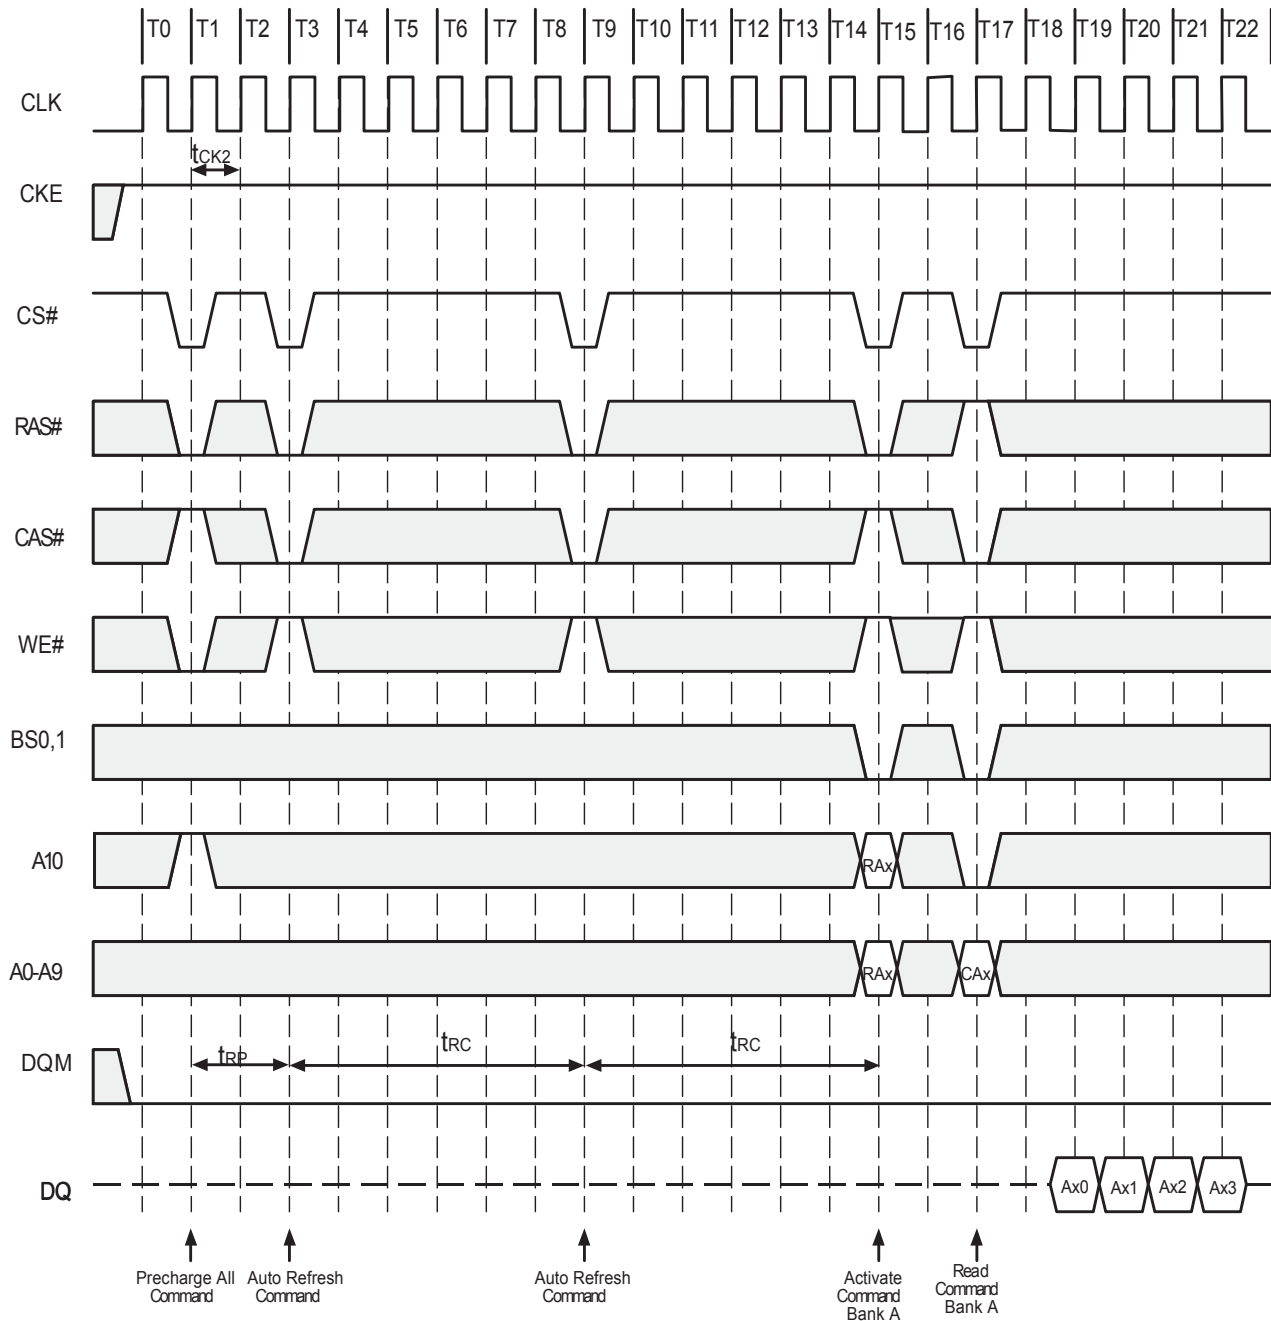 T0 T1 T2 T3 T4 T5 T6 T7 T8 T9 T10 T11 T12 T13 T14 T15 T16 T17 T18 T19 T20 T21 T22
CLK
tCK2
CKE
CS#
RAS#
CAS#
WE#
BS0,1
A10
RAx
A0-A9
RAx CAx
DQM
tRP tRC tRC
DQ
Ax0 Ax1 Ax2 Ax3
Precharge All
Command
Auto Refresh
Command
Auto Refresh
Command
Activate
Command
Bank A
Read
Command
Bank A